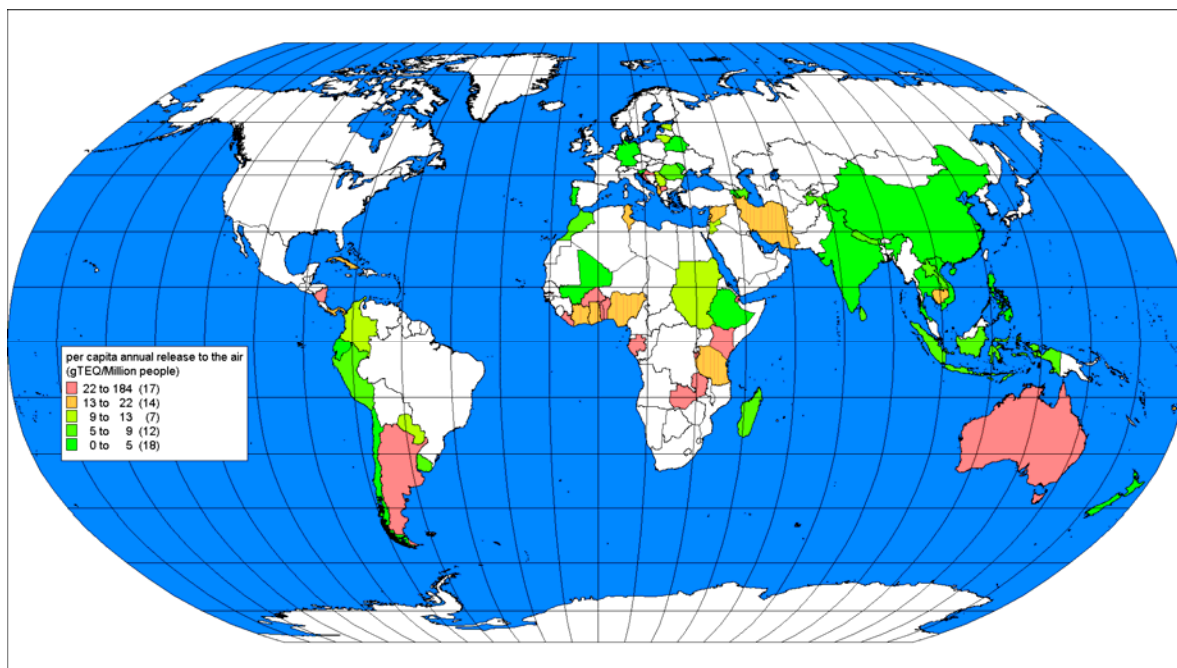 per capita annual release to the air
(gTEQ/Million people)
22 to 184 (17)
13 to 22 (14)
9 to 13 (7)
5 to 9 (12)
0 to 5 (18)